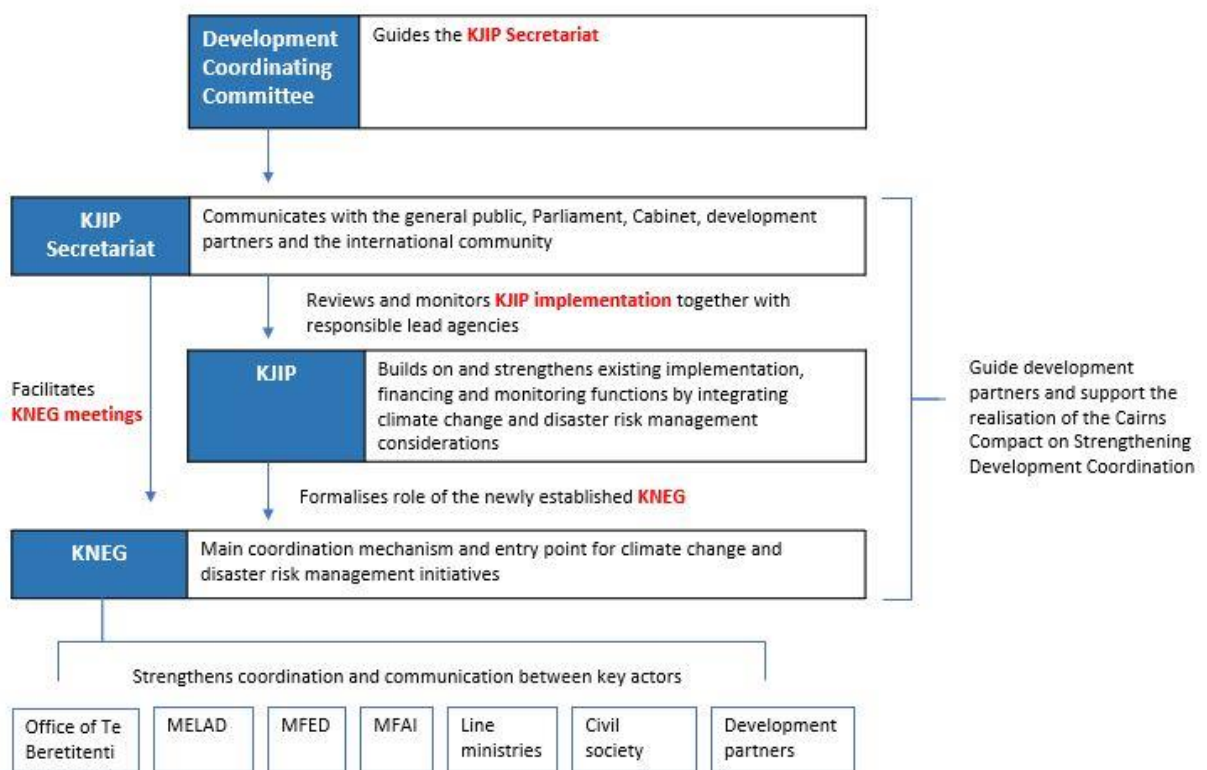 Development
Coordinating
Committee
Guides the KJIP Secretariat
KJIP
Secretariat
Communicates with the general public, Parliament, Cabinet, development
partners and the international community
Reviews and monitors KJIP implementation together with
responsible lead agencies
Facilitates
KNEG meetings
KJIP
Builds on and strengthens existing implementation,
financing and monitoring functions by integrating
climate change and disaster risk management
considerations
Guide development
partners and support the
realisation of the Cairns
Compact on Strengthening
Development Coordination
Formalises role of the newly established KNEG
KNEG
Main coordination mechanism and entry point for climate change and
disaster risk management initiatives
Strengthens coordination and communication between key actors
Office of Te
Beretitenti
MELAD
MFED
MFAI
Line
ministries
Civil
society
Development
partners